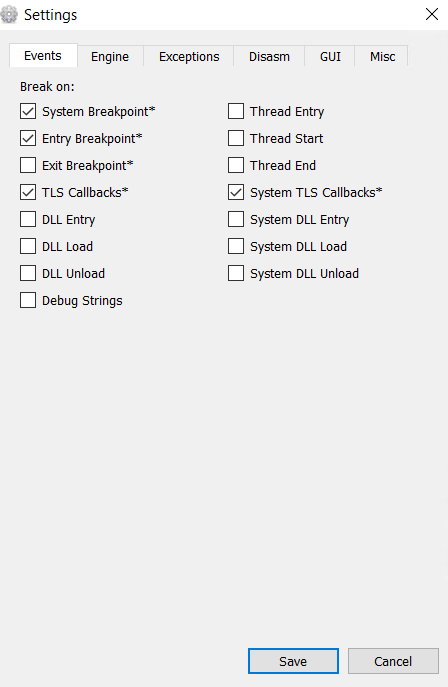 Settings
Events Engine Exceptions Disasm GUI Misc
Break on:
System Breakpoint* Thread Entry
Entry Breakpoint* Thread Start
Exit Breakpoint* Thread End
TLS Callbacks* System TLS Callbacks*
DLL Entry System DLL Entry
DLL Load System DLL Load
DLL Unload System DLL Unload
Debug Strings
Save Cancel